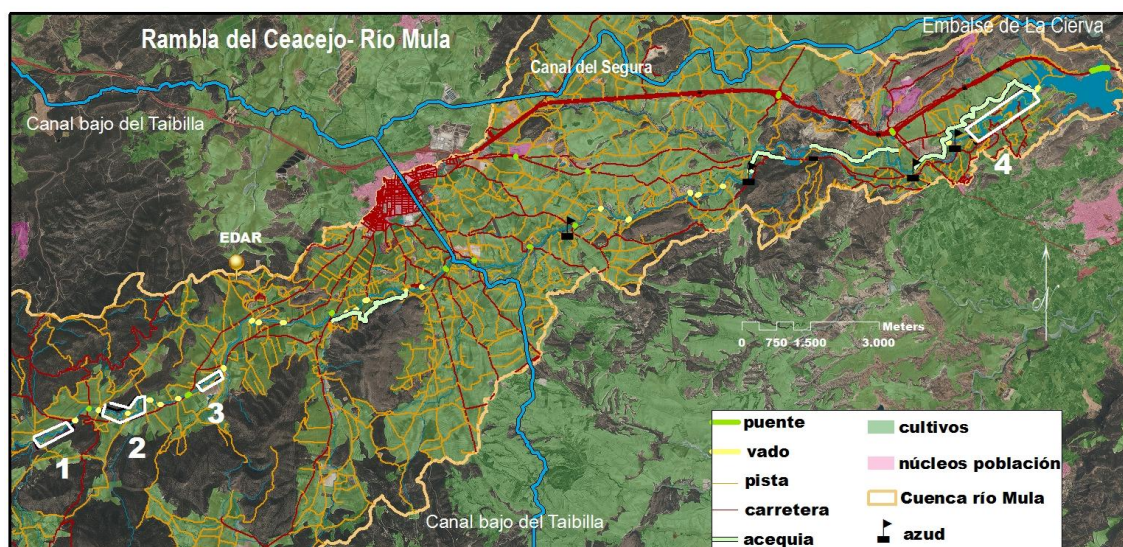 Rambla del Ceacejo- Río Mula
Embalse de La Cierva
Canal del Segura
Canal bajo del Taibilla
EDAR
4
Meters
0 750 1.500 3.000
3
2
1
Canal bajo del Taibilla
puente
vado
pista
carretera
acequia
cultivos
núcleos población
Cuenca río Mula
azud